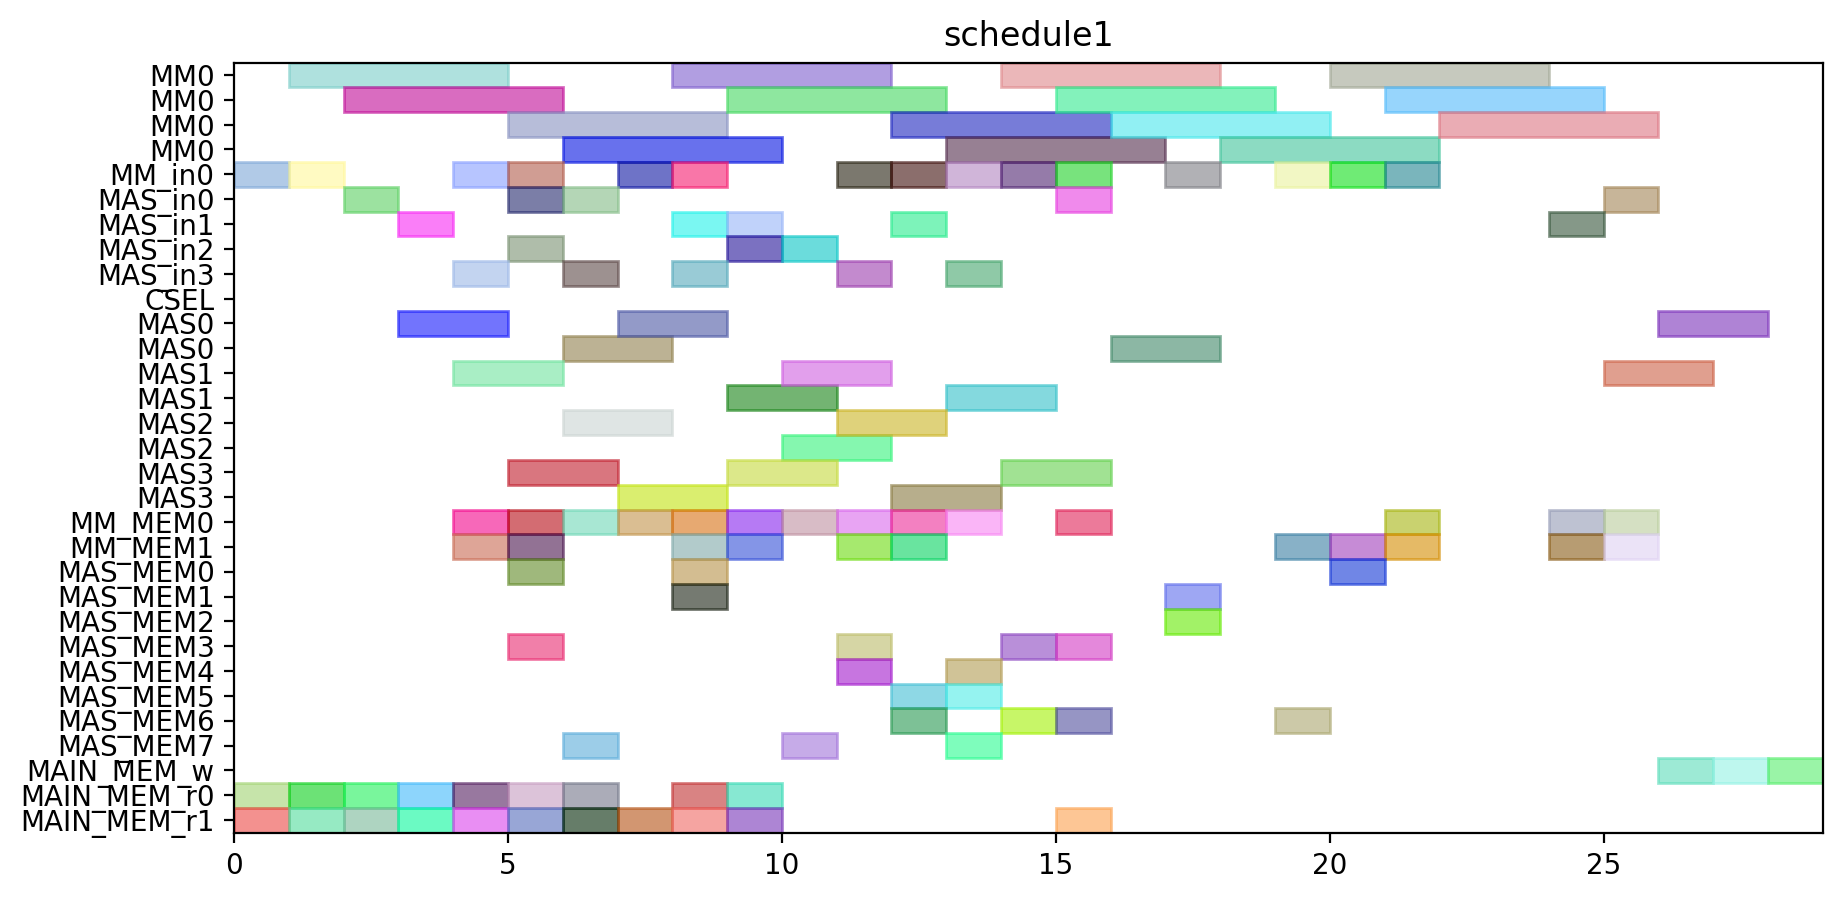 schedule1
MM0
MM0
MM0
MM0
MM_in0
MAS_in0
MAS_in1
MAS_in2
MAS_in3
CSEL
MAS0
MAS0
MAS1
MAS1
MAS2
MAS2
MAS3
MAS3
MM_MEM0
MM_MEM1
MAS_MEM0
MAS_MEM1
MAS_MEM2
MAS_MEM3
MAS_MEM4
MAS_MEM5
MAS_MEM6
MAS_MEM7
MAIN_MEM_w
MAIN_MEM_r0
MAIN_MEM_r1
0 5 10 15 20 25